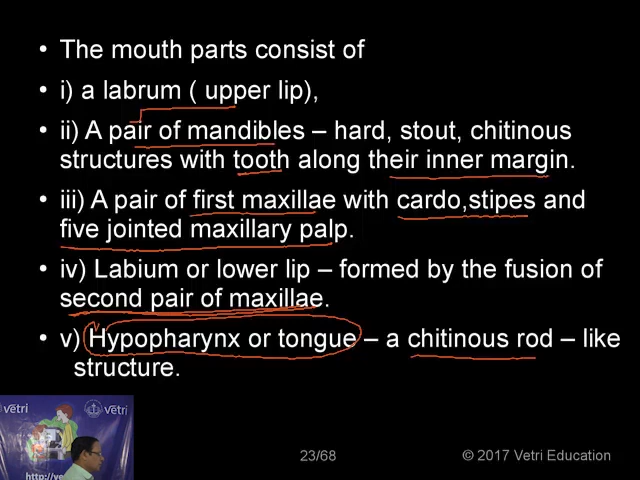 • The mouth parts consist of
• i) a labrum ( upper lip),
• ii) A pair of mandibles – hard, stout, chitinous
structures with tooth along their inner margin.
• iii) A pair of first maxillae with cardo,stipes and
five jointed maxillary palp.
• iv) Labium or lower lip – formed by the fusion of
second pair of maxillae.
• v) Hypopharynx or tongue – a chitinous rod – like
structure.
vetri
vetri
23/68
© 2017 Vetri Education